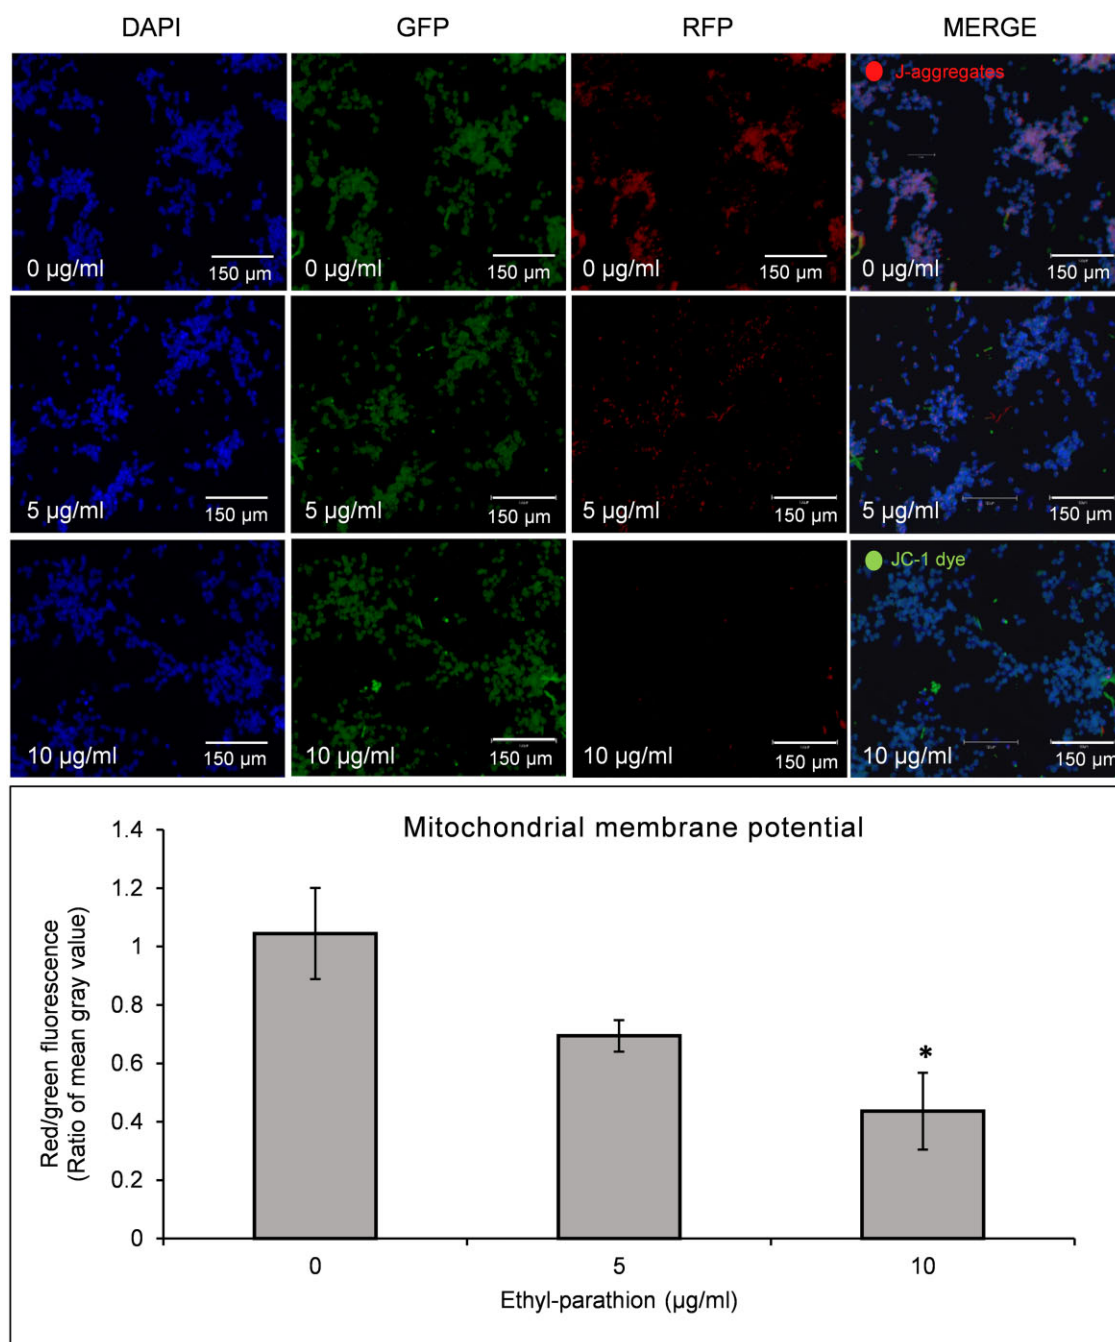 DAPI GFP RFP MERGE
J-aggregates
0 µg/ml 150 µm 0 µg/ml 150 µm 0 µg/ml 150 µm 0 µg/ml 150 µm
5 µg/ml 150 µm 5 µg/ml 150 µm 5 µg/ml 150 µm 5 µg/ml 150 µm
JC-1 dye
10 µg/ml 150 µm 10 µg/ml 150 µm 10 µg/ml 150 µm 10 µg/ml 150 µm
Mitochondrial membrane potential
Red/green fluorescence
(Ratio of mean gray value)
1.4
1.2
1
0.8
0.6
0.4
0.2
0
*
0 5 10
Ethyl-parathion (µg/ml)